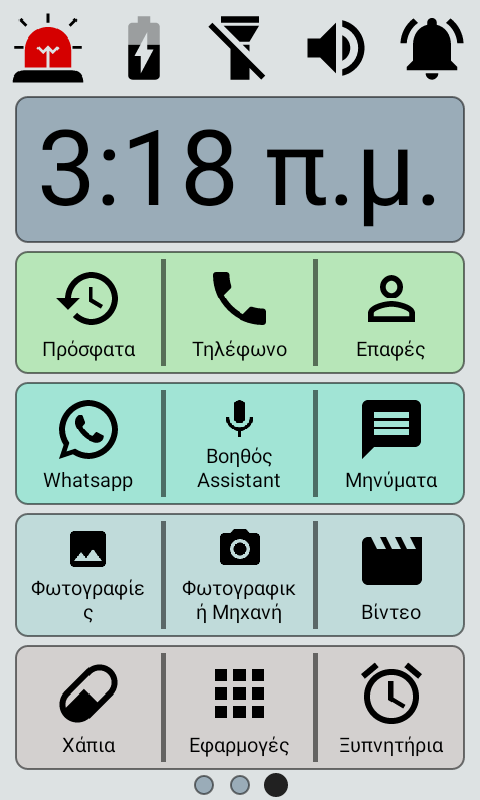 3:18 π.μ.
Πρόσφατα
Τηλέφωνο
Επαφές
Whatsapp
Βοηθός
Assistant
Μηνύματα
Φωτογραφίε
ς
Φωτογραφικ
ή Μηχανή
Βίντεο
Χάπια
Εφαρμογές
Ξυπνητήρια